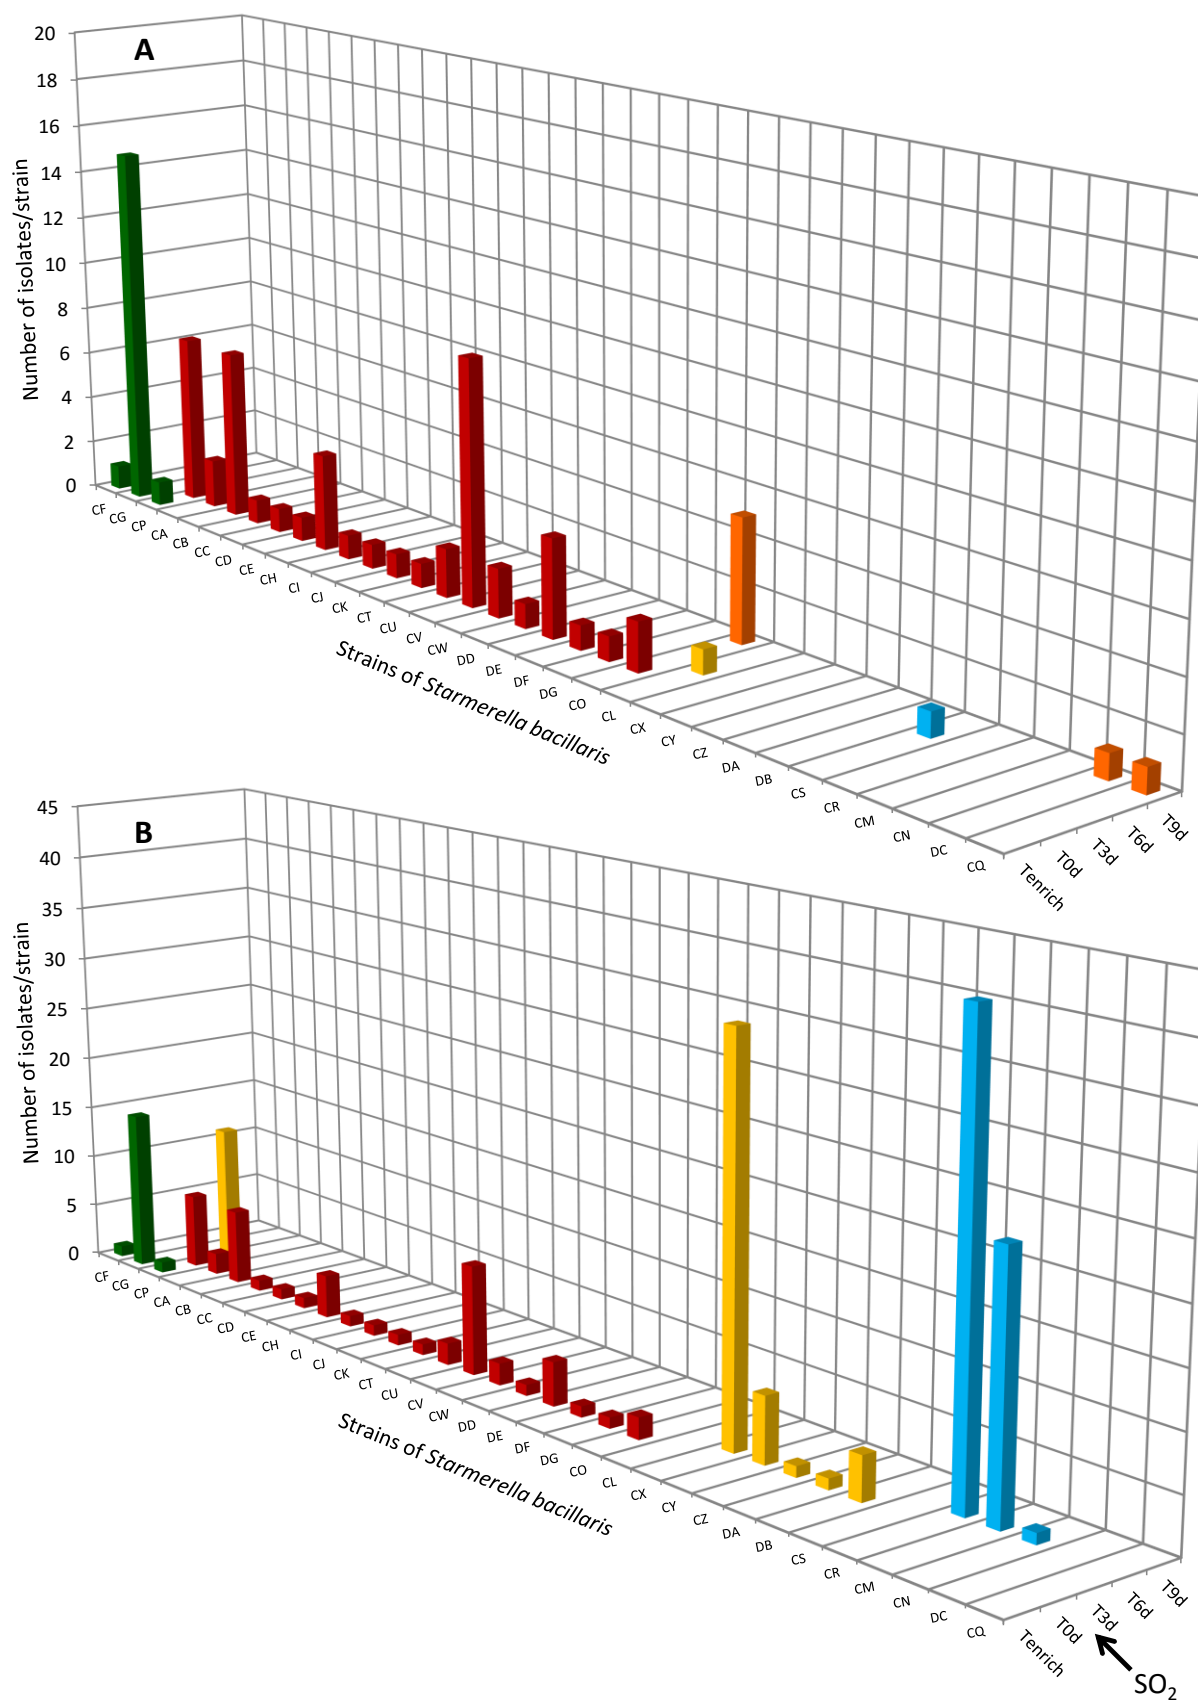 A
20
18
16
14
12
10
8
6
4
2
0
Number of isolates/strain
CF
CG
CP
CA
CB
CC
CD
CE
CH
CI
CJ
CK
CT
CU
CV
CW
DD
DE
DF
DG
CO
CL
CX
CY
CZ
DA
DB
CS
CR
CM
CN
DC
CQ
Strains of Starmerella bacillaris
Tenrich
T0d
T3d
T6d
T9d
B
45
40
35
30
25
20
15
10
5
0
Number of isolates/strain
CF
CG
CP
CA
CB
CC
CD
CE
CH
CI
CJ
CK
CT
CU
CV
CW
DD
DE
DF
DG
CO
CL
CX
CY
CZ
DA
DB
CS
CR
CM
CN
DC
CQ
Strains of Starmerella bacillaris
Tenrich
T0d
T3d
T6d
T9d
SO₂